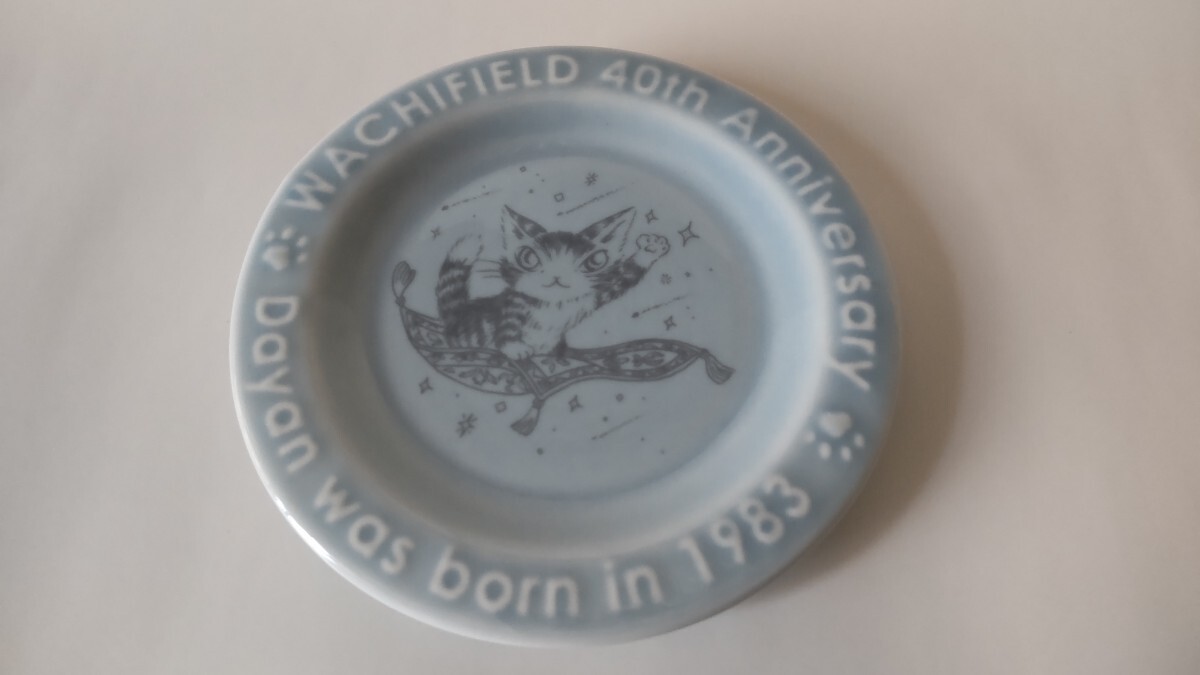 WACHIFIELD 40th Anniversary
Dayan was born in 1983